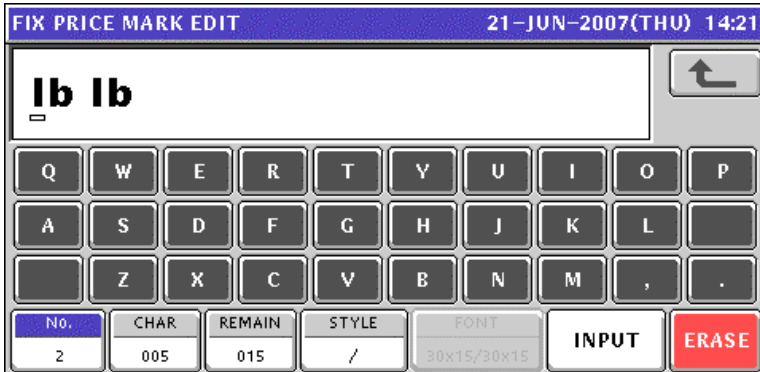 FIX PRICE MARK EDIT 21-JUN-2007(THU) 14:21
lb lb
Q W E R T Y U I O P
A S D F G H J K L
Z X C V B N M , .
No. CHAR REMAIN STYLE FONT INPUT ERASE
2 005 015 / 30x15/30x15